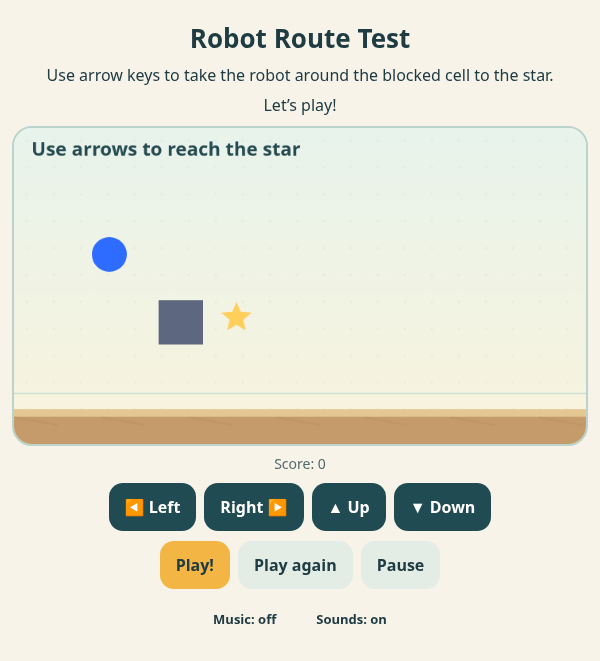 Robot Route Test
Use arrow keys to take the robot around the blocked cell to the star.
Let’s play!
Use arrows to reach the star
Score: 0
◀️ Left Right ▶️ ▲ Up ▼ Down
Play! Play again Pause
Music: off Sounds: on